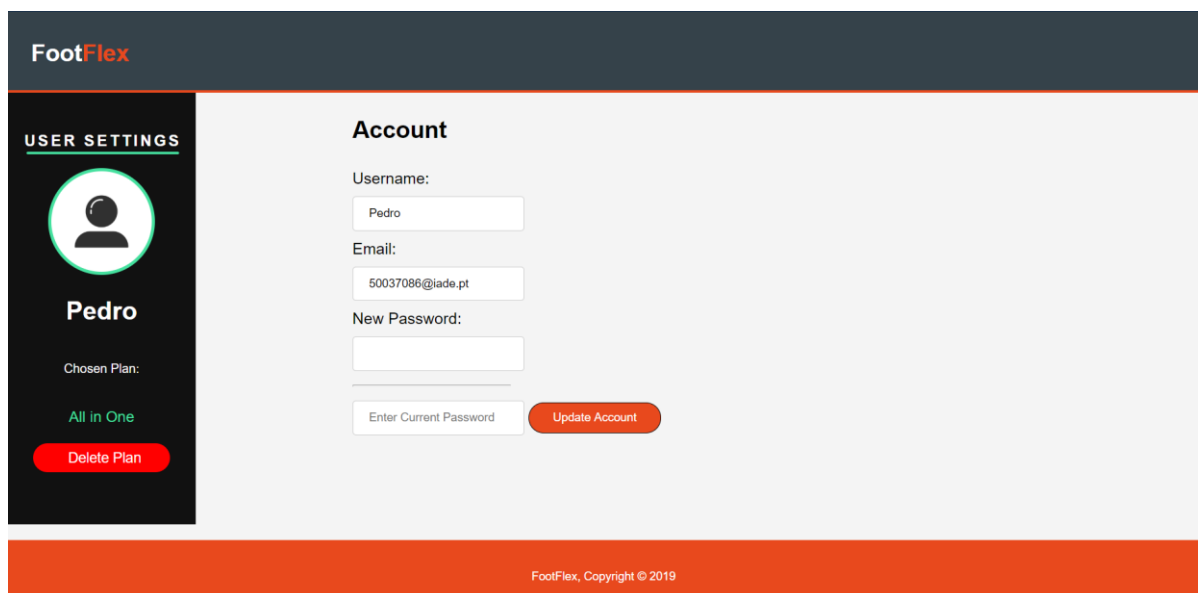 FootFlex
USER SETTINGS
Pedro
Chosen Plan:
All in One
Delete Plan
Account
Username:
Pedro
Email:
50037086@iade.pt
New Password:
Enter Current Password
Update Account
FootFlex, Copyright © 2019